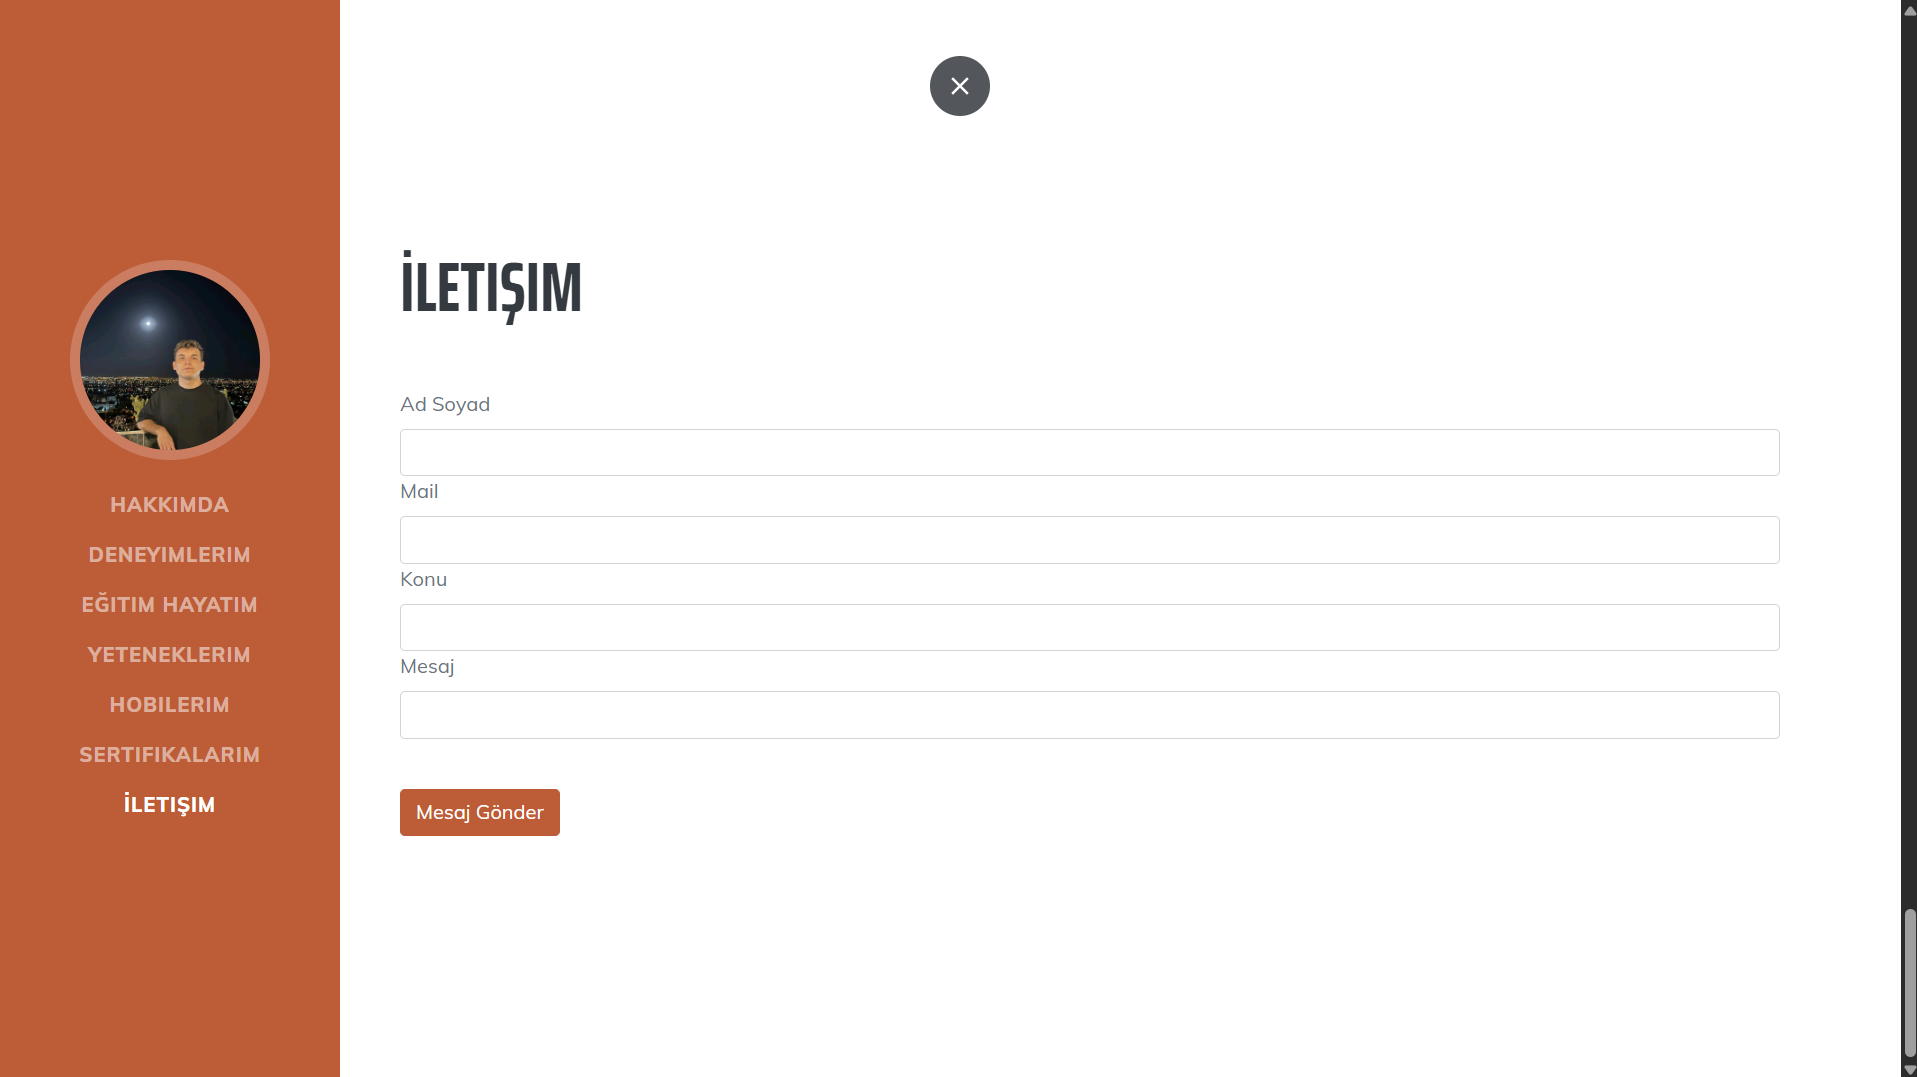 HAKKIMDA
DENEYIMLERIM
EĞITIM HAYATIM
YETENEKLERIM
HOBILERIM
SERTIFIKALARIM
İLETIŞIM
İLETIŞIM
Ad Soyad
Mail
Konu
Mesaj
Mesaj Gönder